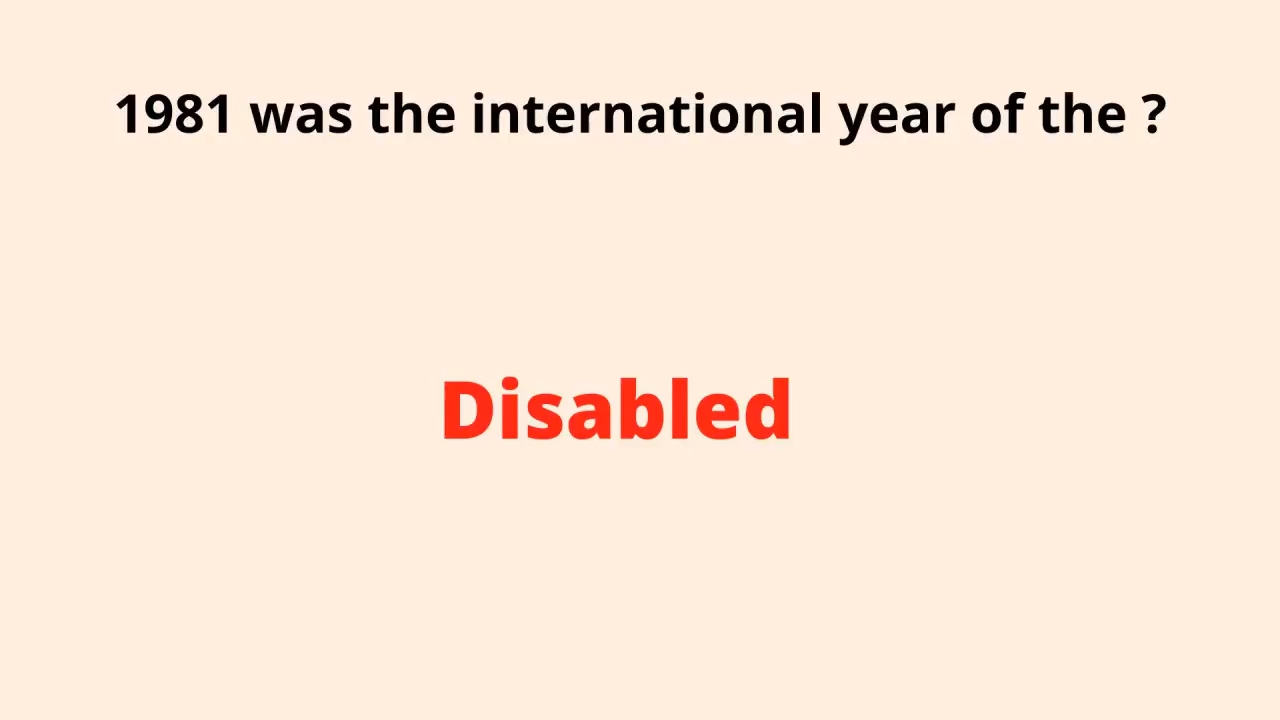 1981 was the international year of the ?
Disabled